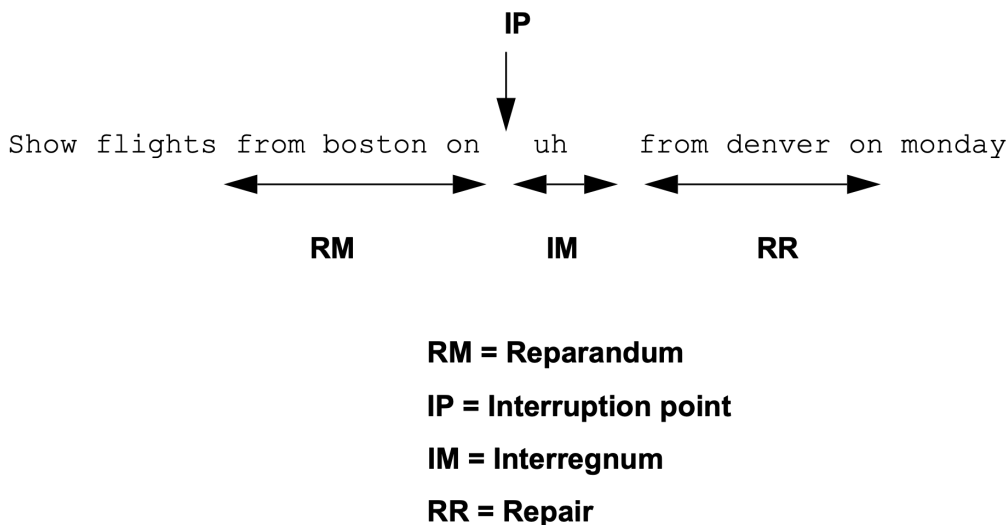 IP
Show flights from boston on uh from denver on monday
RM IM RR
RM = Reparandum
IP = Interruption point
IM = Interregnum
RR = Repair